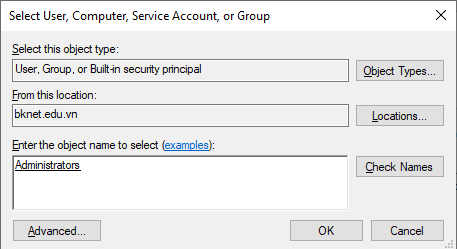 Select User, Computer, Service Account, or Group
Select this object type:
User, Group, or Built-in security principal
Object Types...
From this location:
bknet.edu.vn
Locations...
Enter the object name to select (examples):
Administrators
Check Names
Advanced...
OK
Cancel